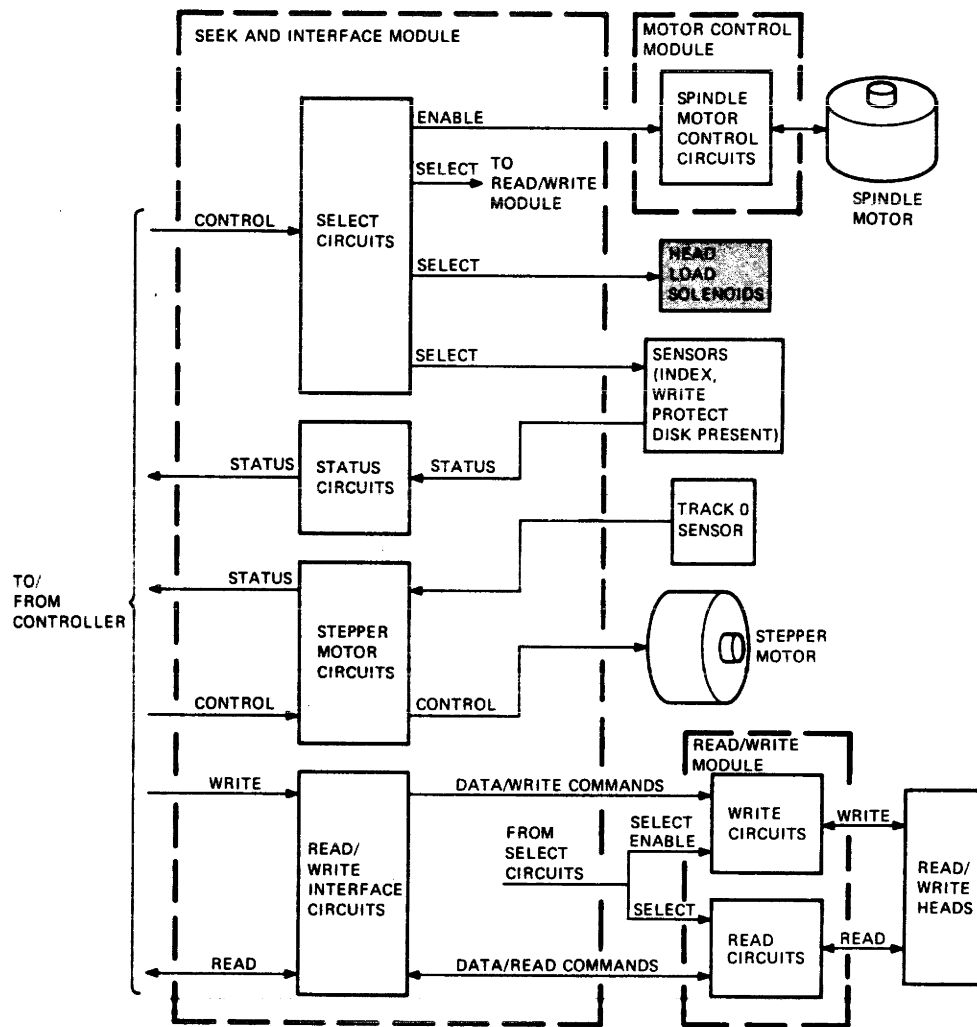 SEEK AND INTERFACE MODULE
MOTOR CONTROL
MODULE
SPINDLE
MOTOR
CONTROL
CIRCUITS
SPINDLE
MOTOR
ENABLE
SELECT
TO
READ/WRITE
MODULE
CONTROL
SELECT
CIRCUITS
SELECT
HEAD
LOAD
SOLENOIDS
SELECT
SENSORS
(INDEX,
WRITE
PROTECT
DISK PRESENT)
STATUS
STATUS
CIRCUITS
STATUS
TRACK 0
SENSOR
TO/
FROM
CONTROLLER
STATUS
STEPPER
MOTOR
CIRCUITS
STEPPER
MOTOR
CONTROL
CONTROL
READ/WRITE
MODULE
WRITE
DATA/WRITE COMMANDS
WRITE
CIRCUITS
WRITE
READ/
WRITE
INTERFACE
CIRCUITS
FROM
SELECT
CIRCUITS
SELECT
ENABLE
READ/
WRITE
HEADS
SELECT
READ
CIRCUITS
READ
READ
DATA/READ COMMANDS